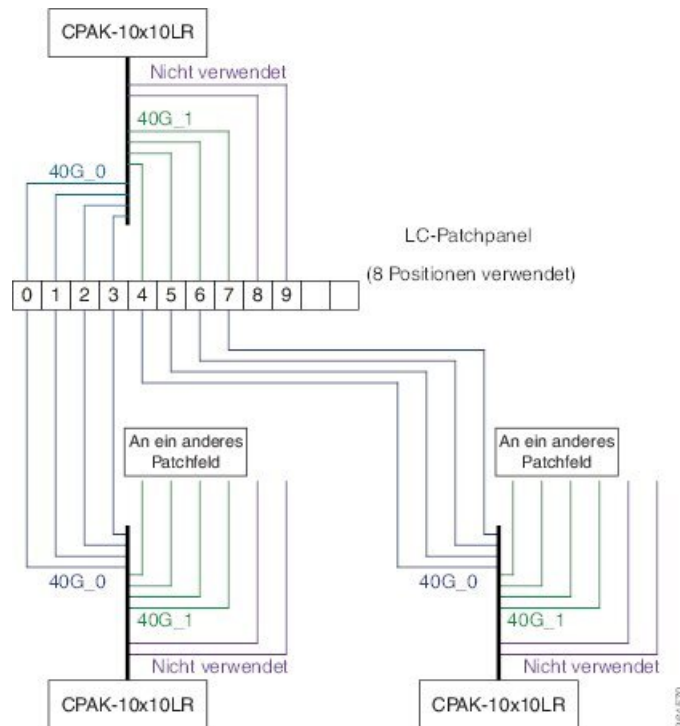 CPAK-10x10LR
Nicht verwendet
40G_1
40G_0
LC-Patchpanel
(8 Positionen verwendet)
0 1 2 3 4 5 6 7 8 9
An ein anderes
Patchfeld
An ein anderes
Patchfeld
40G_0
40G_0
40G_1
40G_1
Nicht verwendet
Nicht verwendet
CPAK-10x10LR
CPAK-10x10LR